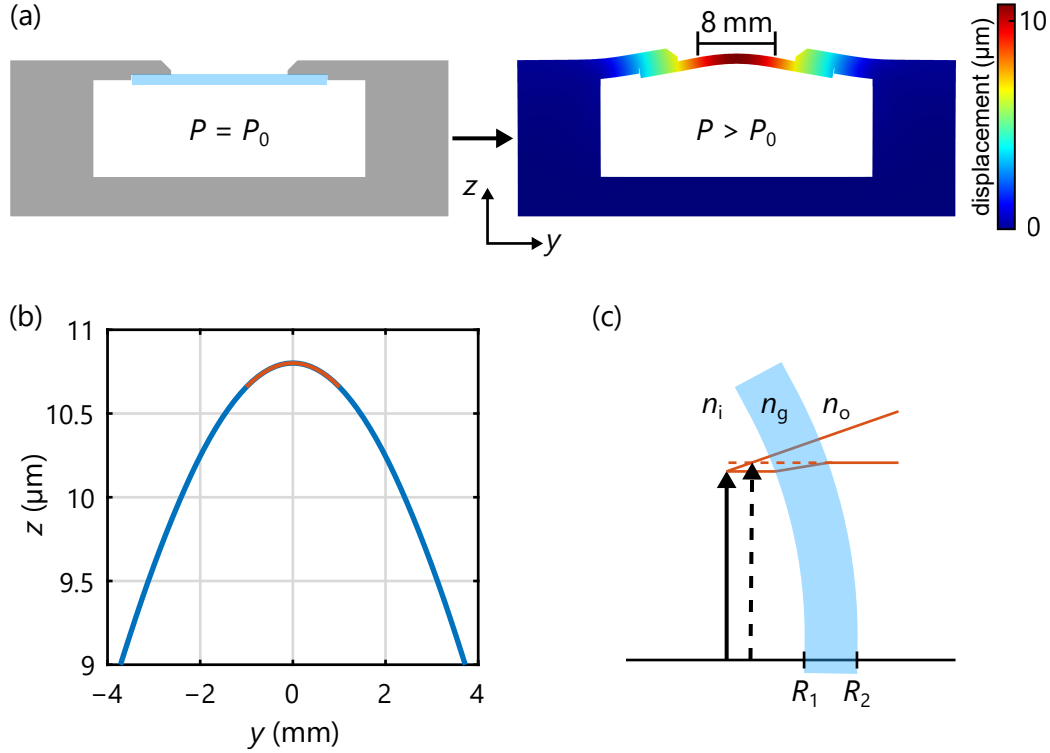 (a)
8 mm
10
displacement (µm)
0
P = P₀
P > P₀
z
y
(b)
11
10.5
10
9.5
9
z (µm)
−4
−2
0
2
4
y (mm)
(c)
nᵢ
n_g
nₒ
R₁
R₂